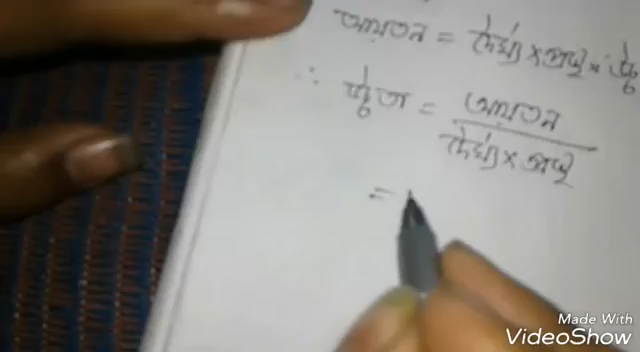 আয়তন = দৈর্ঘ্য × প্রস্থ ×
∴ উচ্চতা = আয়তন / দৈর্ঘ্য × প্রস্থ
=
Made With
VideoShow